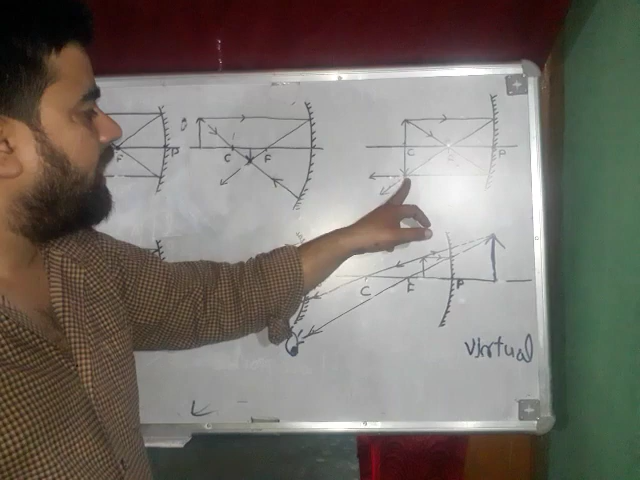 F P
O C F
C F P
C F P
Virtual